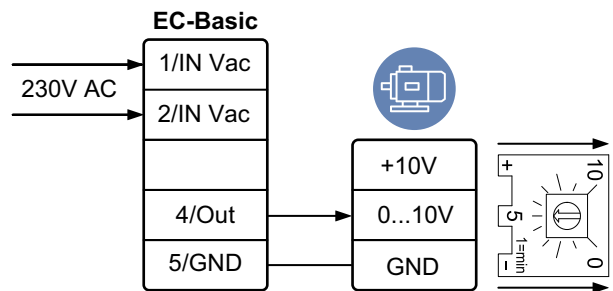 EC-Basic
1/IN Vac
230V AC
2/IN Vac
+10V
4/Out
0...10V
5/GND
GND
+
10
5
1=min
-
0